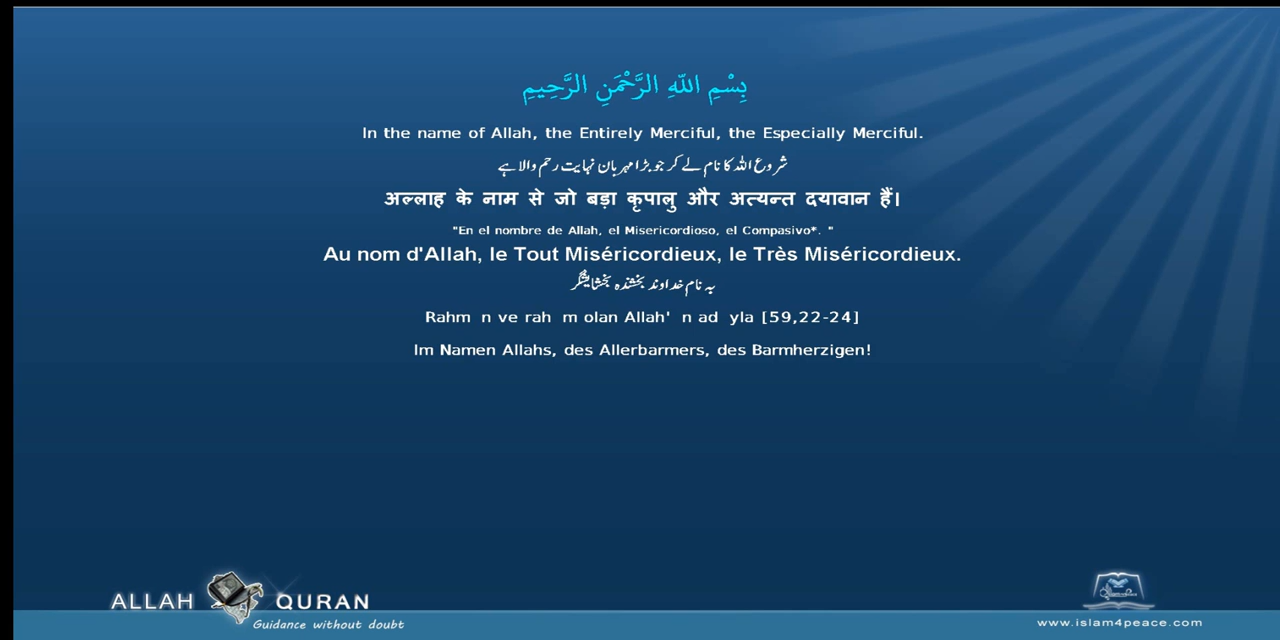 بِسْمِ اللّهِ الرَّحْمَنِ الرَّحِيمِ
In the name of Allah, the Entirely Merciful, the Especially Merciful.
شروع الله کا نام لے کر جو بڑا مہربان نہایت رحم والا ہے
अल्लाह के नाम से जो बड़ा कृपालु और अत्यन्त दयावान हैं।
"En el nombre de Allah, el Misericordioso, el Compasivo*. "
Au nom d'Allah, le Tout Miséricordieux, le Très Miséricordieux.
به نام خداوند بخشنده بخشایشگر
Rahm n ve rah m olan Allah' n ad yla [59,22-24]
Im Namen Allahs, des Allerbarmers, des Barmherzigen!
ALLAH QURAN
Guidance without doubt
www.islam4peace.com